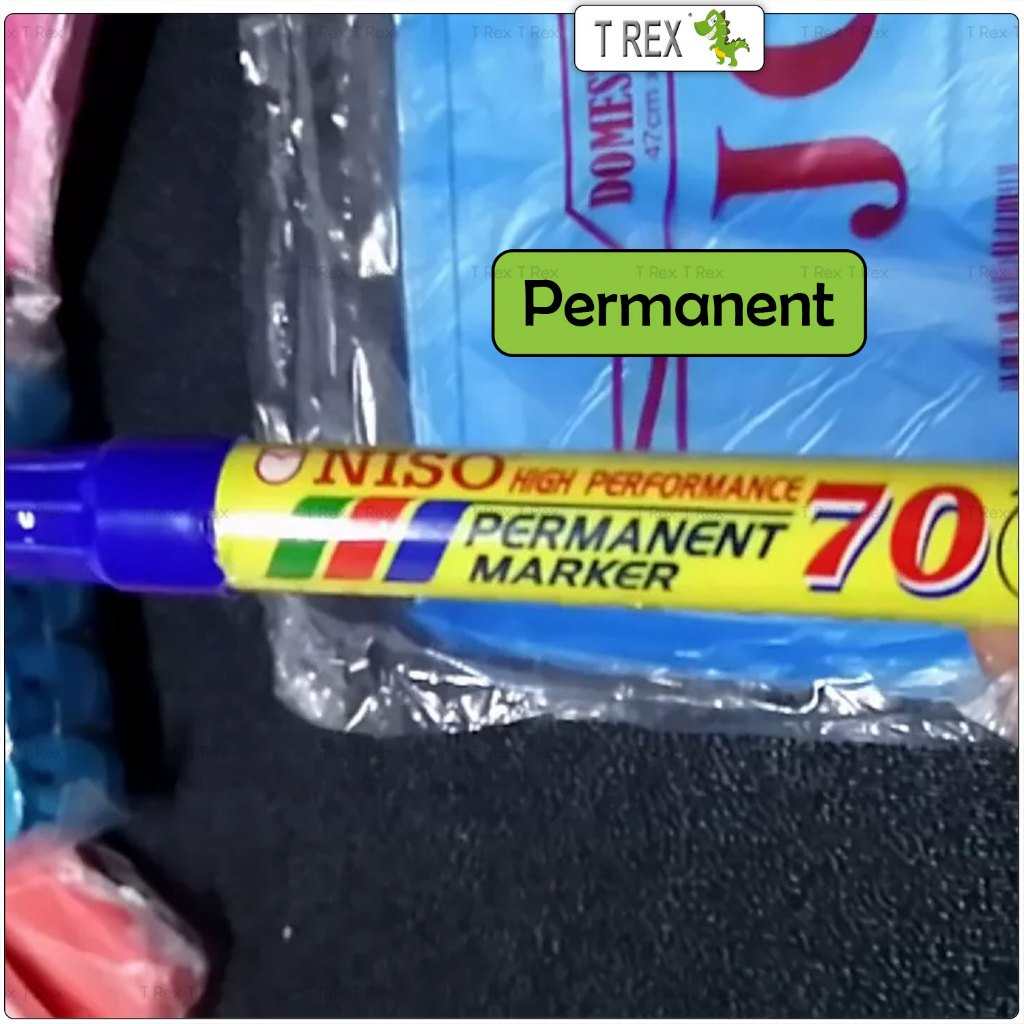 T REX
DOMES
47cm x
J
Permanent
NISO HIGH PERFORMANCE
PERMANENT
MARKER
70